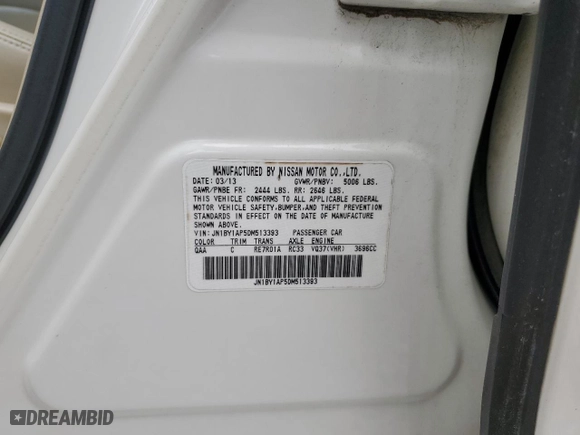 MANUFACTURED BY NISSAN MOTOR CO.,LTD.
DATE: 03/13 GVWR/PNBV: 5006 LBS.
GAWR/PNBE FR: 2444 LBS. RR: 2646 LBS.
THIS VEHICLE CONFORMS TO ALL APPLICABLE FEDERAL
MOTOR VEHICLE SAFETY,BUMPER,AND THEFT PREVENTION
STANDARDS IN EFFECT ON THE DATE OF MANUFACTURE
SHOWN ABOVE.
VIN:JN1BY1AP5DM513393 PASSENGER CAR
COLOR TRIM TRANS AXLE ENGINE
QAA C RE7R01A RC33 VQ37(VHR) 3696CC
JN1BY1AP5DM513393
DREAMBID